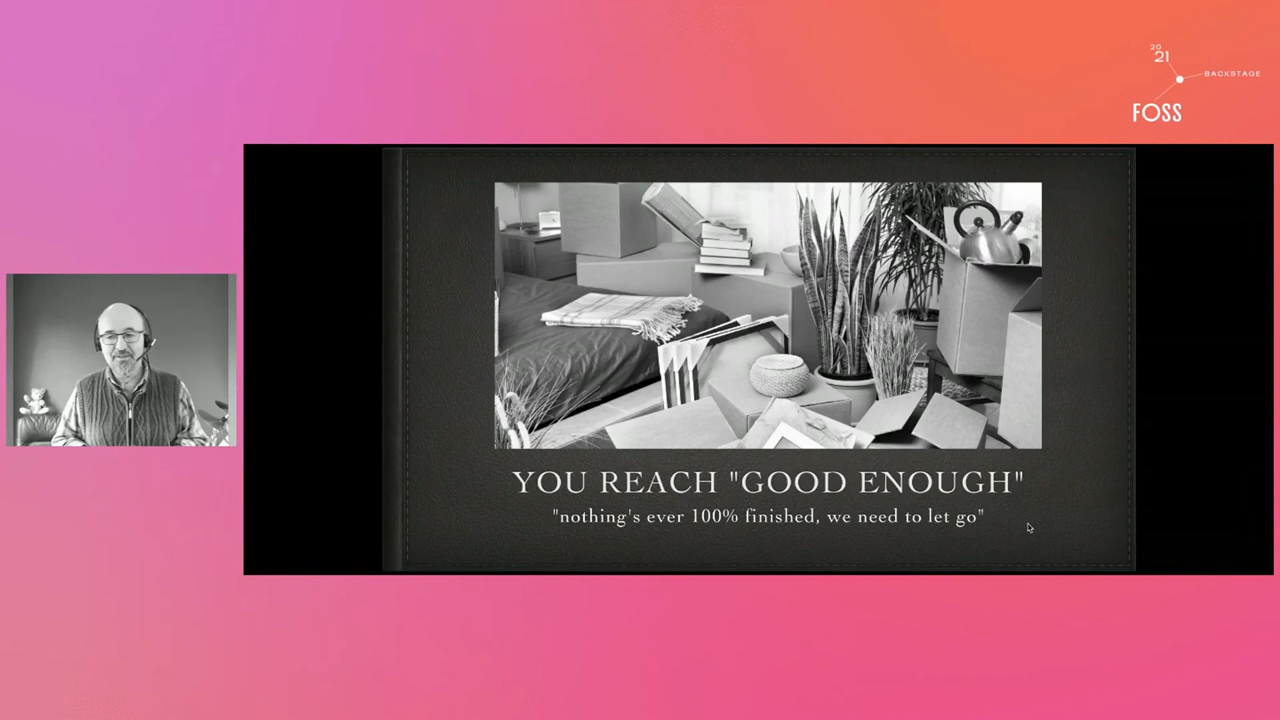 20
21
BACKSTAGE
FOSS
YOU REACH "GOOD ENOUGH"
"nothing's ever 100% finished, we need to let go"